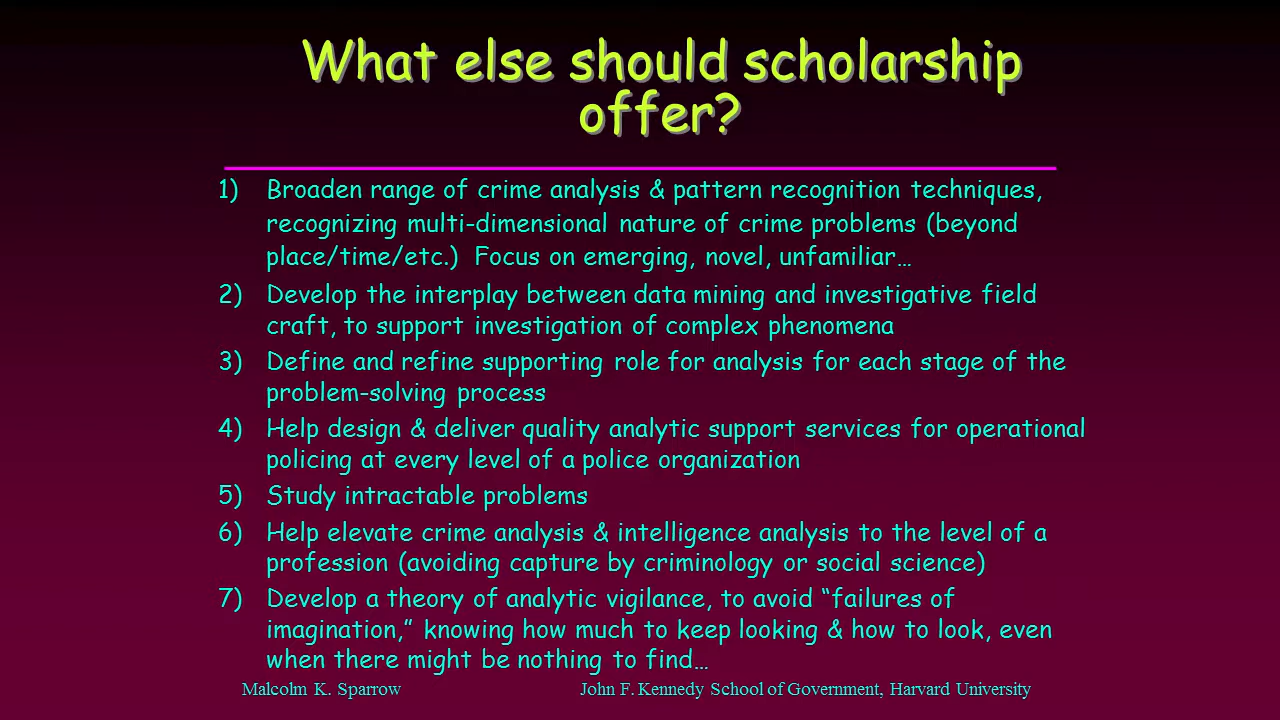 What else should scholarship
offer?
1) Broaden range of crime analysis & pattern recognition techniques,
recognizing multi-dimensional nature of crime problems (beyond
place/time/etc.)  Focus on emerging, novel, unfamiliar…
2) Develop the interplay between data mining and investigative field
craft, to support investigation of complex phenomena
3) Define and refine supporting role for analysis for each stage of the
problem-solving process
4) Help design & deliver quality analytic support services for operational
policing at every level of a police organization
5) Study intractable problems
6) Help elevate crime analysis & intelligence analysis to the level of a
profession (avoiding capture by criminology or social science)
7) Develop a theory of analytic vigilance, to avoid “failures of
imagination,” knowing how much to keep looking & how to look, even
when there might be nothing to find…
Malcolm K. Sparrow John F. Kennedy School of Government, Harvard University